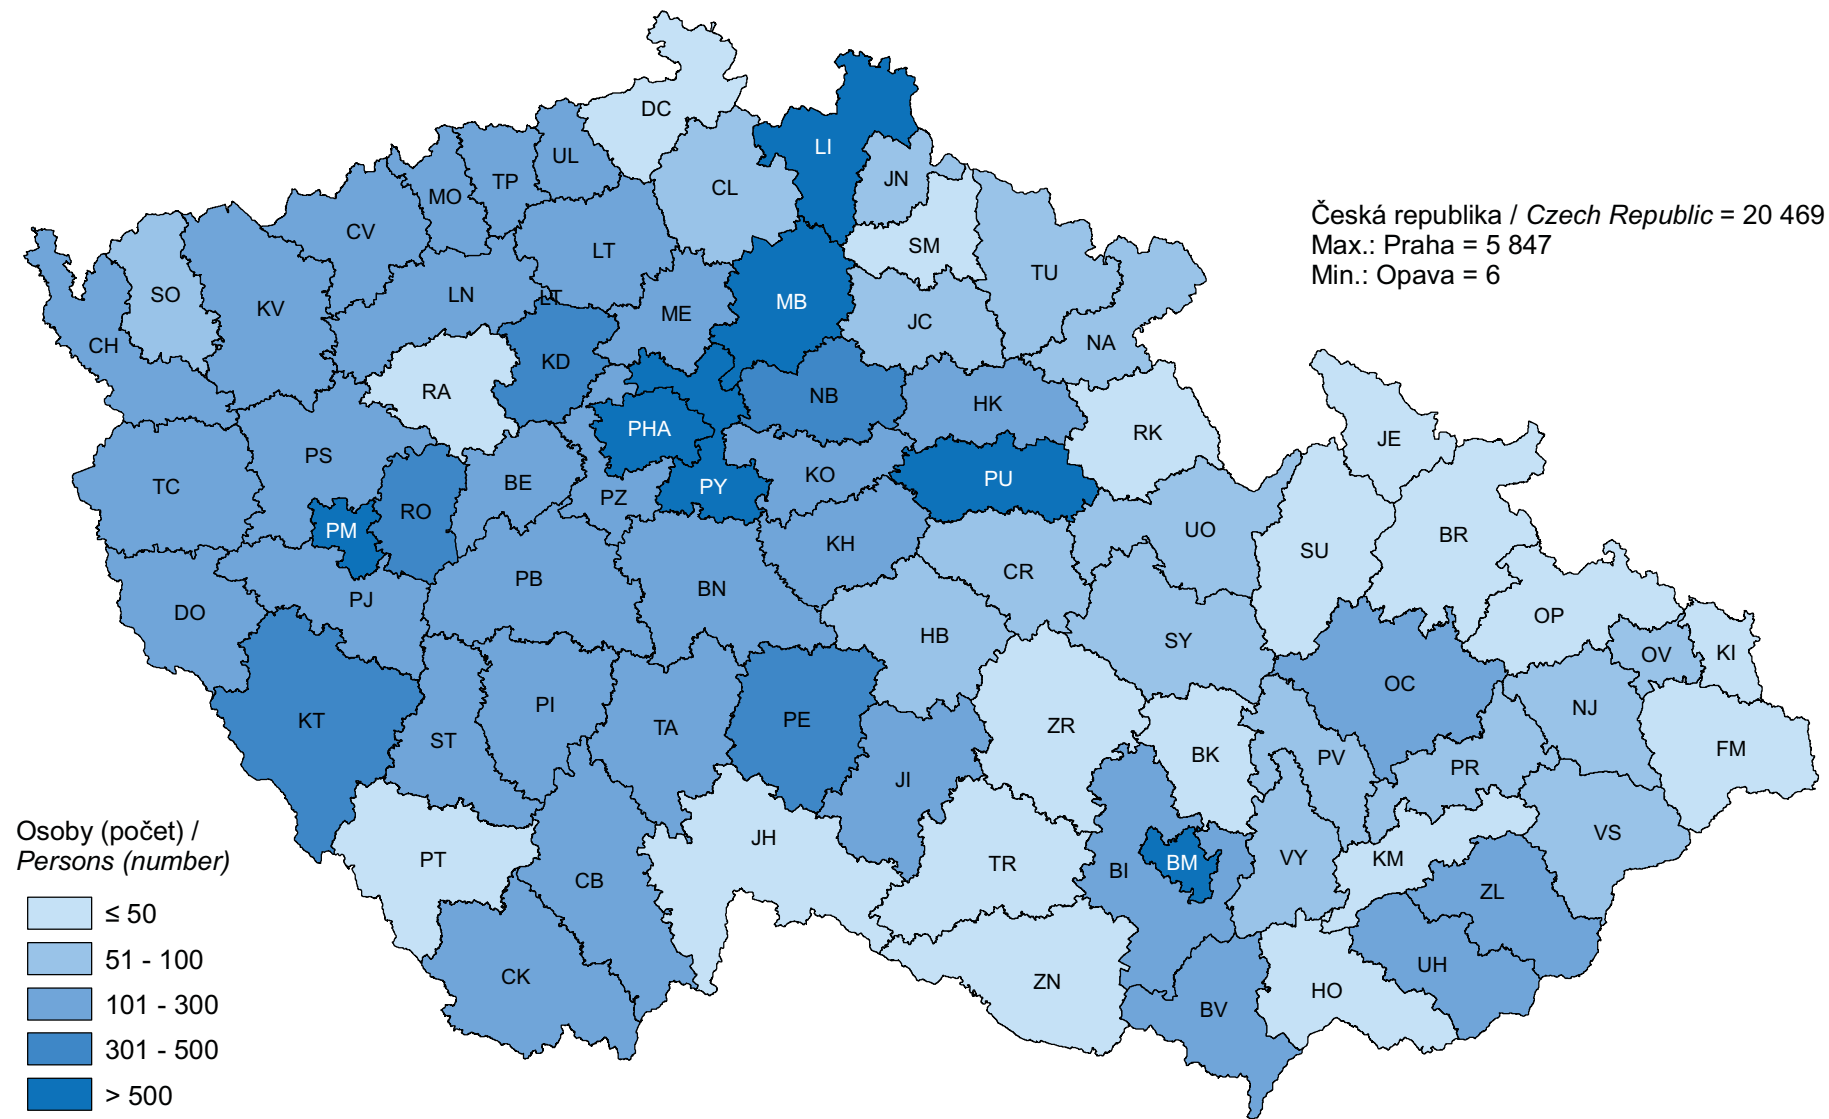 DC
LI
UL
TP
JN
CL
MO
CV
SM
LT
TU
SO
LN
LT
MB
KV
ME
JC
CH
NA
KD
RA
NB
HK
PHA
RK
JE
PS
KO
PU
TC
BE
PZ
PY
RO
PM
UO
BR
KH
SU
CR
PB
BN
PJ
DO
OP
HB
SY
OV
KI
OC
PI
NJ
KT
PE
TA
ZR
ST
BK
PV
FM
PR
JI
VS
JH
PT
TR
BM
VY
KM
BI
CB
ZL
UH
CK
ZN
HO
BV
Česká republika / Czech Republic = 20 469
Max.: Praha = 5 847
Min.: Opava = 6
Osoby (počet) /
Persons (number)
≤ 50
51 - 100
101 - 300
301 - 500
> 500